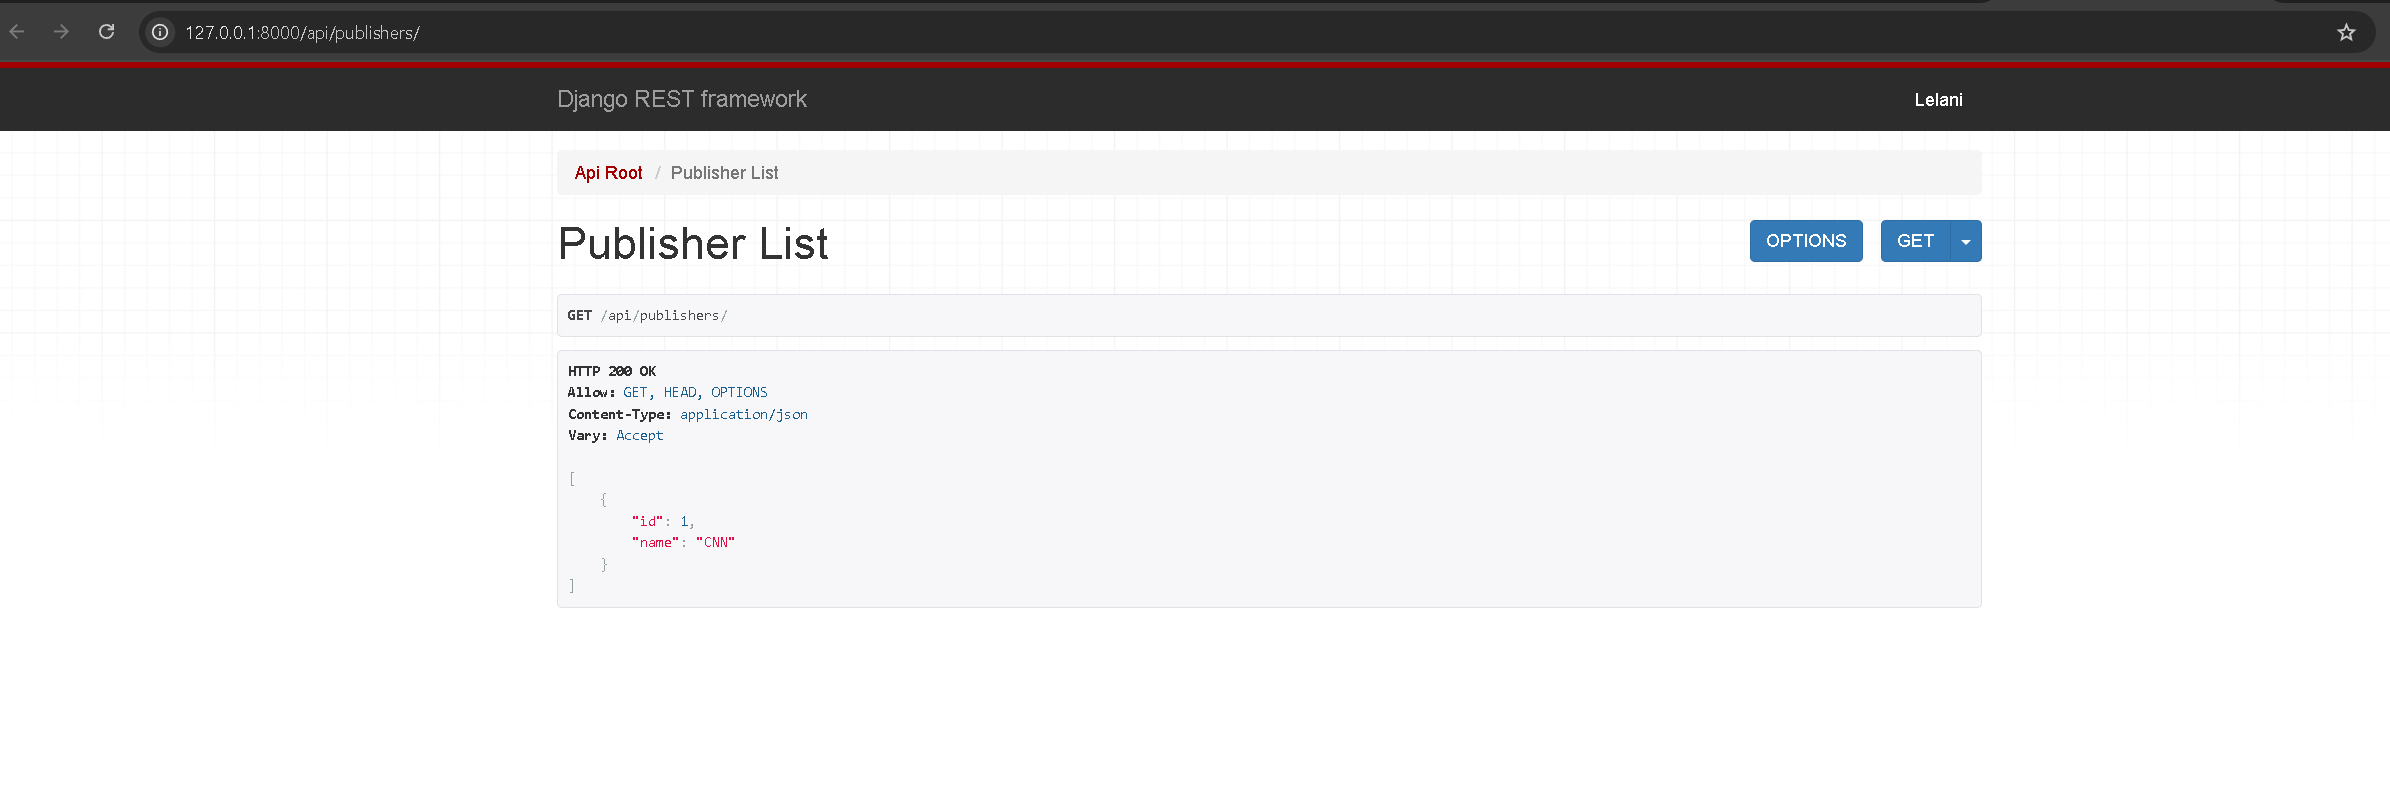 127.0.0.1:8000/api/publishers/
Django REST framework
Lelani
Api Root / Publisher List
Publisher List
OPTIONS
GET
GET /api/publishers/
HTTP 200 OK
Allow: GET, HEAD, OPTIONS
Content-Type: application/json
Vary: Accept
[
    {
        "id": 1,
        "name": "CNN"
    }
]